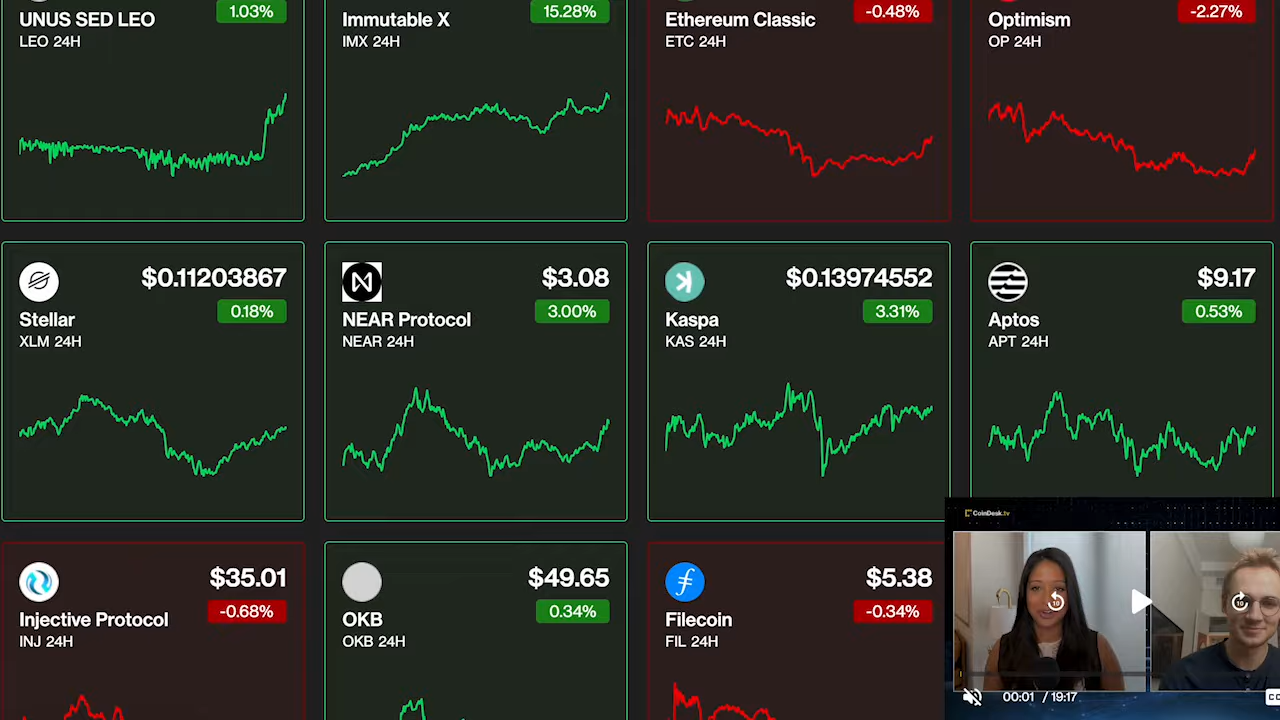 UNUS SED LEO
1.03%
LEO 24H
Immutable X
15.28%
IMX 24H
Ethereum Classic
-0.48%
ETC 24H
Optimism
-2.27%
OP 24H
$0.11203867
0.18%
Stellar
XLM 24H
$3.08
3.00%
NEAR Protocol
NEAR 24H
$0.13974552
3.31%
Kaspa
KAS 24H
$9.17
0.53%
Aptos
APT 24H
$35.01
-0.68%
Injective Protocol
INJ 24H
$49.65
0.34%
OKB
OKB 24H
$5.38
-0.34%
Filecoin
FIL 24H
CoinDesk.tv
10
10
00:01 / 19:17
CC